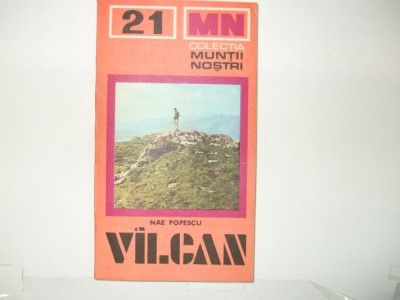 21 MN
COLECȚIA
MUNȚII
NOȘTRI
NAE POPESCU
VÎLCAN